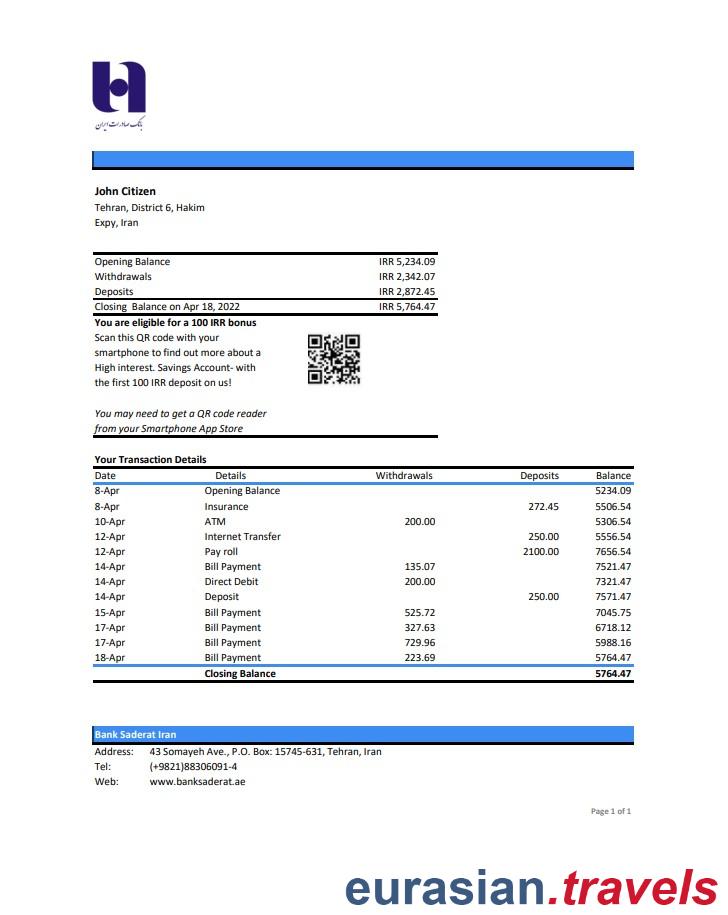 بانک صادرات ایران
John Citizen
Tehran, District 6, Hakim
Expy, Iran
Opening Balance IRR 5,234.09
Withdrawals IRR 2,342.07
Deposits IRR 2,872.45
Closing Balance on Apr 18, 2022 IRR 5,764.47
You are eligible for a 100 IRR bonus
Scan this QR code with your
smartphone to find out more about a
High interest. Savings Account- with
the first 100 IRR deposit on us!
You may need to get a QR code reader
from your Smartphone App Store
Your Transaction Details
Date Details Withdrawals Deposits Balance
8-Apr Opening Balance 5234.09
8-Apr Insurance 272.45 5506.54
10-Apr ATM 200.00 5306.54
12-Apr Internet Transfer 250.00 5556.54
12-Apr Pay roll 2100.00 7656.54
14-Apr Bill Payment 135.07 7521.47
14-Apr Direct Debit 200.00 7321.47
14-Apr Deposit 250.00 7571.47
15-Apr Bill Payment 525.72 7045.75
17-Apr Bill Payment 327.63 6718.12
17-Apr Bill Payment 729.96 5988.16
18-Apr Bill Payment 223.69 5764.47
Closing Balance 5764.47
Bank Saderat Iran
Address: 43 Somayeh Ave., P.O. Box: 15745-631, Tehran, Iran
Tel: (+9821)88306091-4
Web: www.banksaderat.ae
Page 1 of 1
eurasian.travels